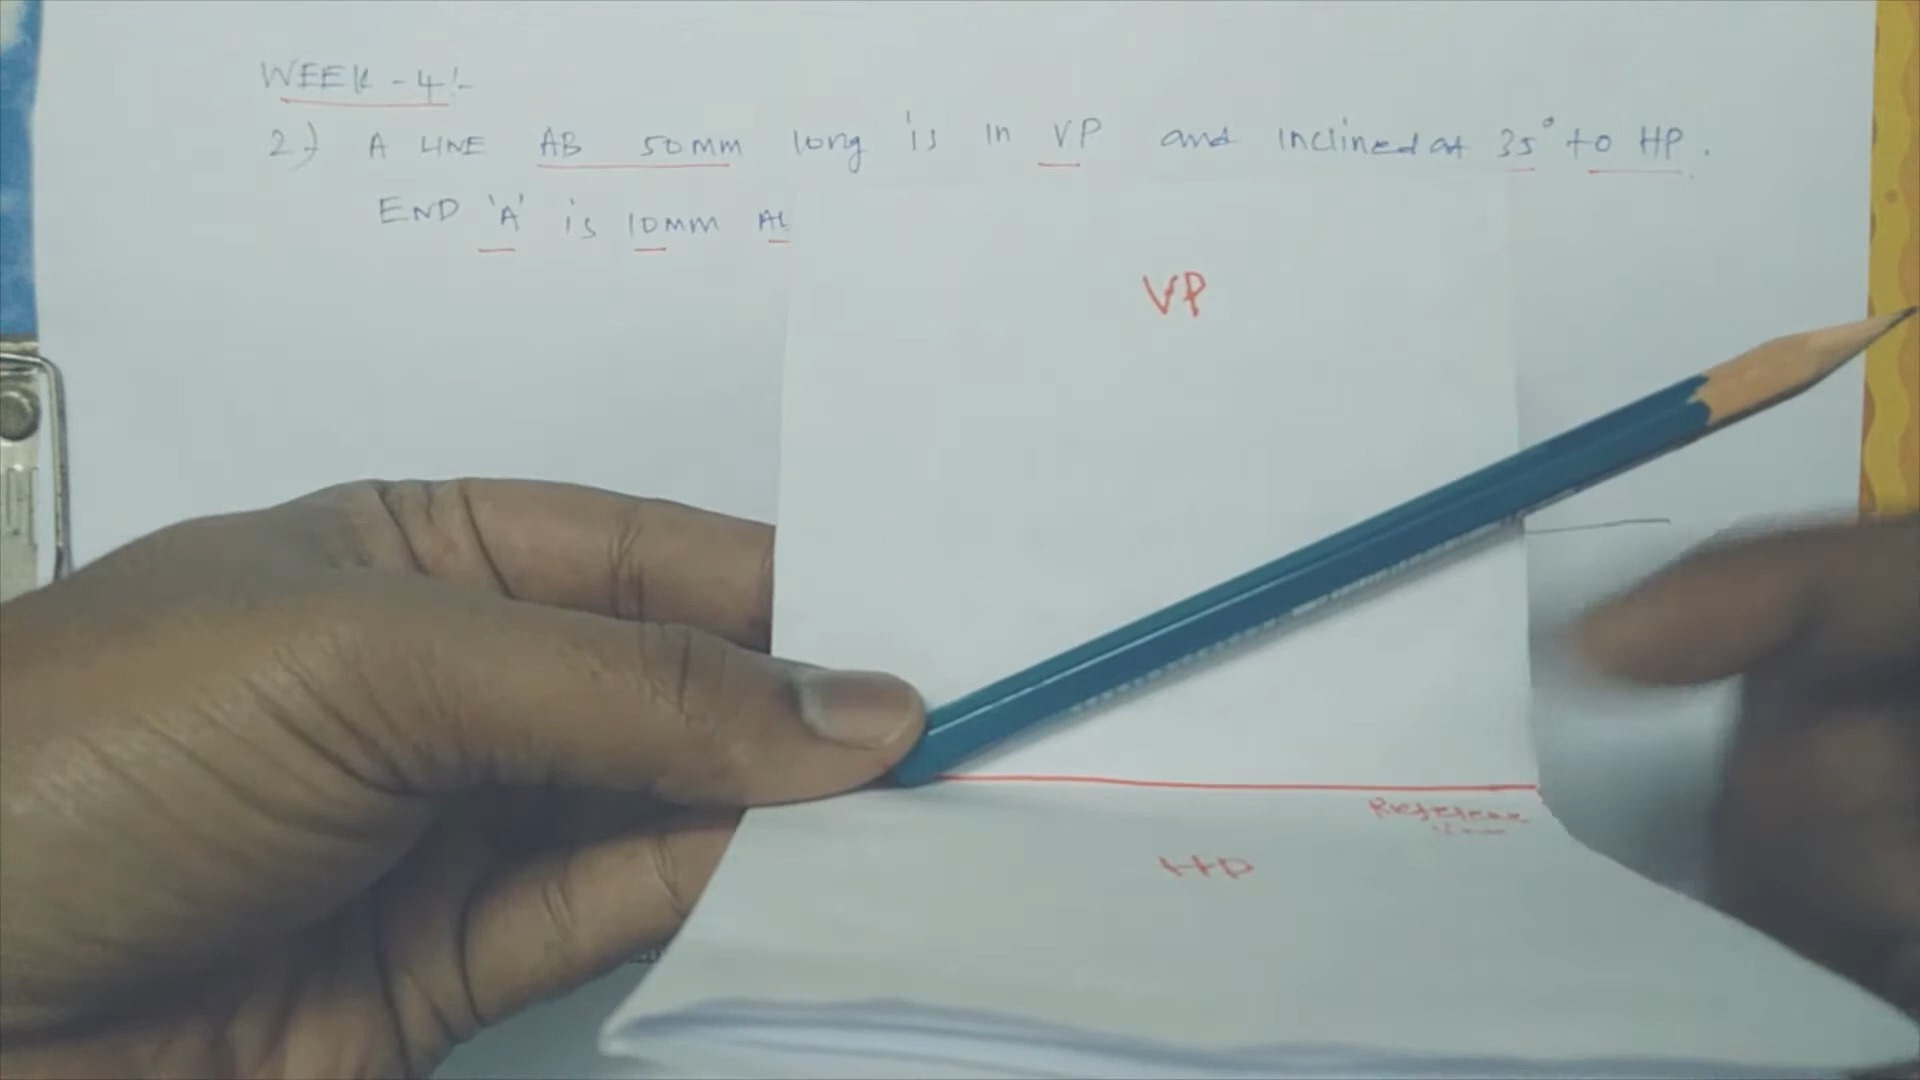 WEEK - 4:-
2.) A LINE AB 50mm long is in VP and inclined at 35° to HP.
END 'A' is 10mm
VP
HP